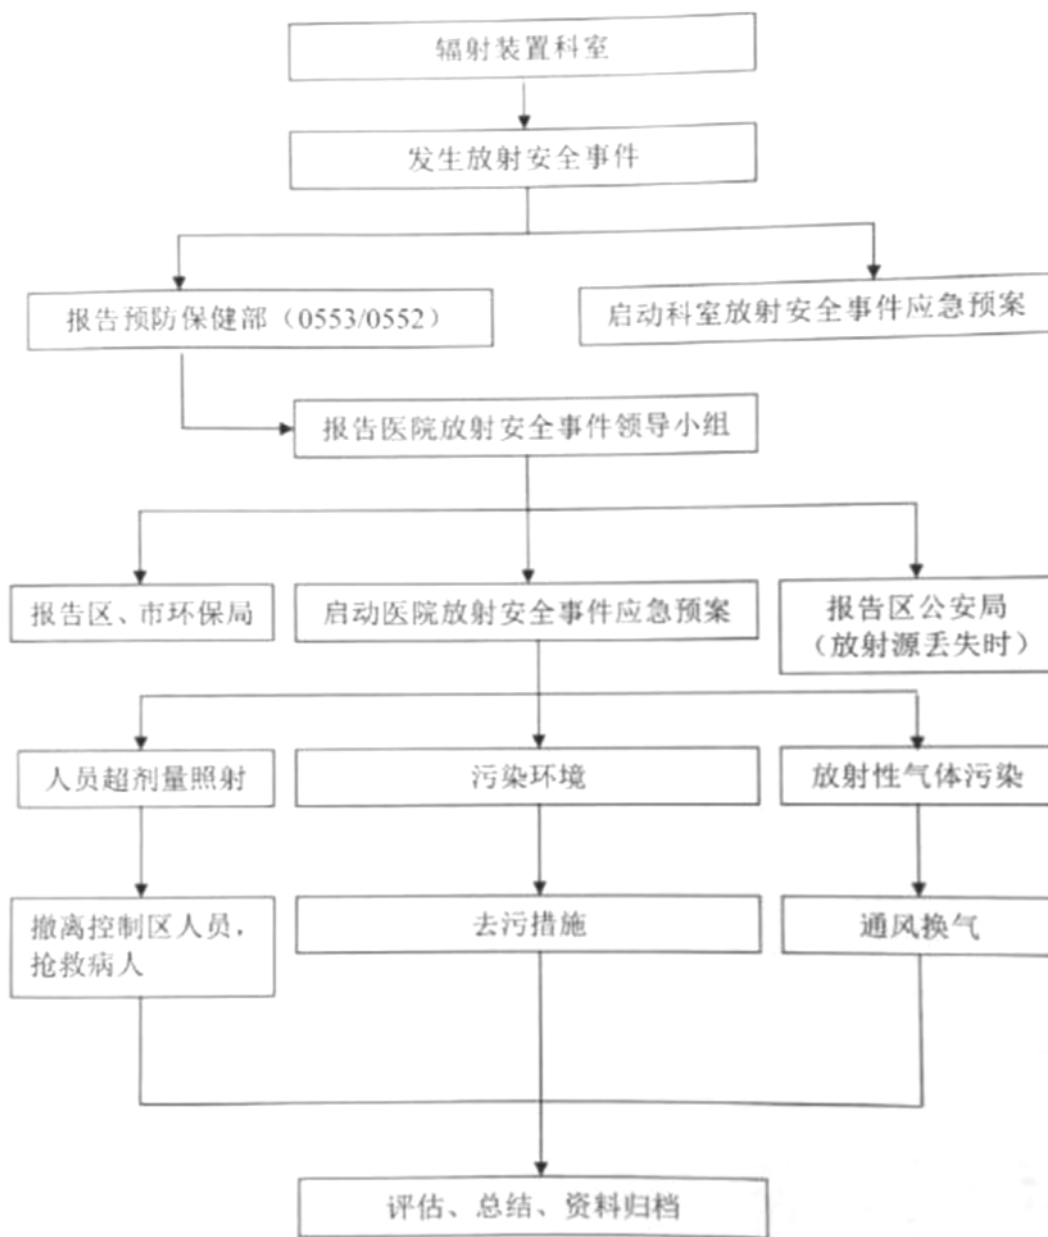 辐射装置科室
发生放射安全事件
报告预防保健部（0553/0552）
启动科室放射安全事件应急预案
报告医院放射安全事件领导小组
报告区、市环保局
启动医院放射安全事件应急预案
报告区公安局
（放射源丢失时）
人员超剂量照射
污染环境
放射性气体污染
撤离控制区人员，
抢救病人
去污措施
通风换气
评估、总结、资料归档